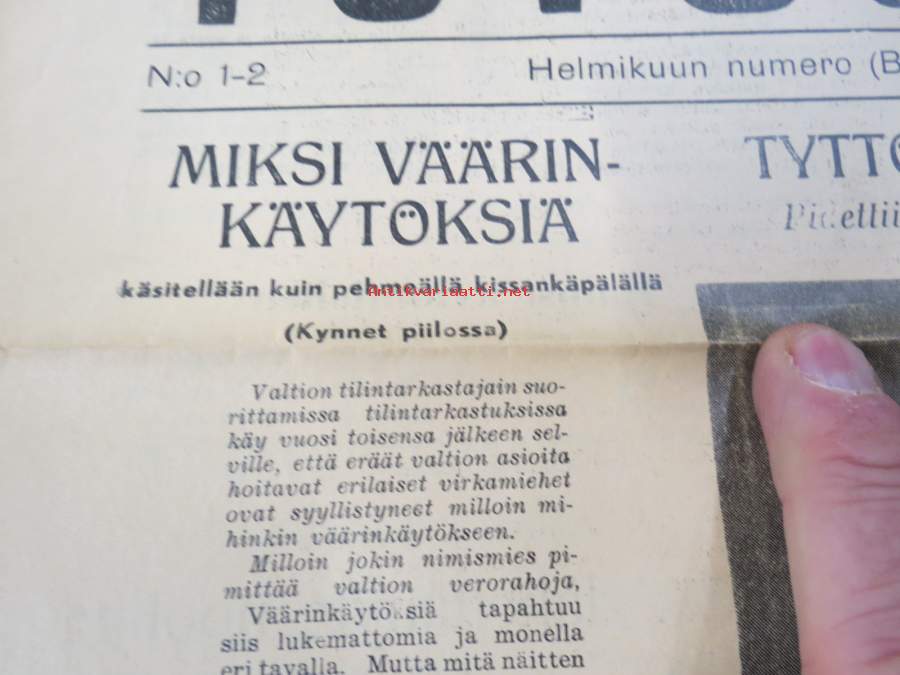 N:o 1-2
Helmikuun numero (B
MIKSI VÄÄRIN-
KÄYTÖKSIÄ
käsitellään kuin pehmeällä kissankäpälällä
(Kynnet piilossa)
Valtion tilintarkastajain suo-
rittamissa tilintarkastuksissa
käy vuosi toisensa jälkeen sel-
ville, että eräät valtion asioita
hoitavat erilaiset virkamiehet
ovat syyllistyneet milloin mi-
hinkin väärinkäytökseen.
Milloin jokin nimismies pi-
mittää valtion verorahoja,
Väärinkäytöksiä tapahtuu
siis lukemattomia ja monella
eri tavalla. Mutta mitä näitten
TYTTÖ
Pidettii
Antikvariaatti.net